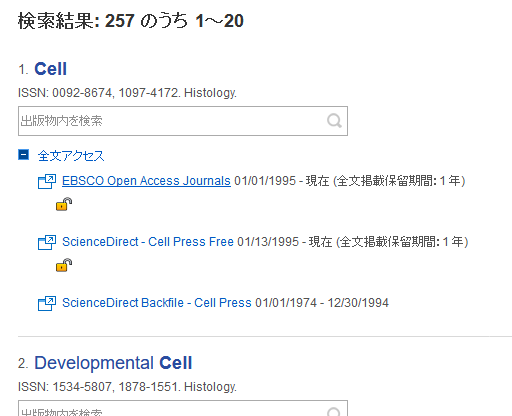 検索結果: 257 のうち 1～20
1. Cell
ISSN: 0092-8674, 1097-4172. Histology.
出版物内を検索
全文アクセス
EBSCO Open Access Journals 01/01/1995 - 現在 (全文掲載保留期間: 1 年)
ScienceDirect - Cell Press Free 01/13/1995 - 現在 (全文掲載保留期間: 1 年)
ScienceDirect Backfile - Cell Press 01/01/1974 - 12/30/1994
2. Developmental Cell
ISSN: 1534-5807, 1878-1551. Histology.
出版物内を検索